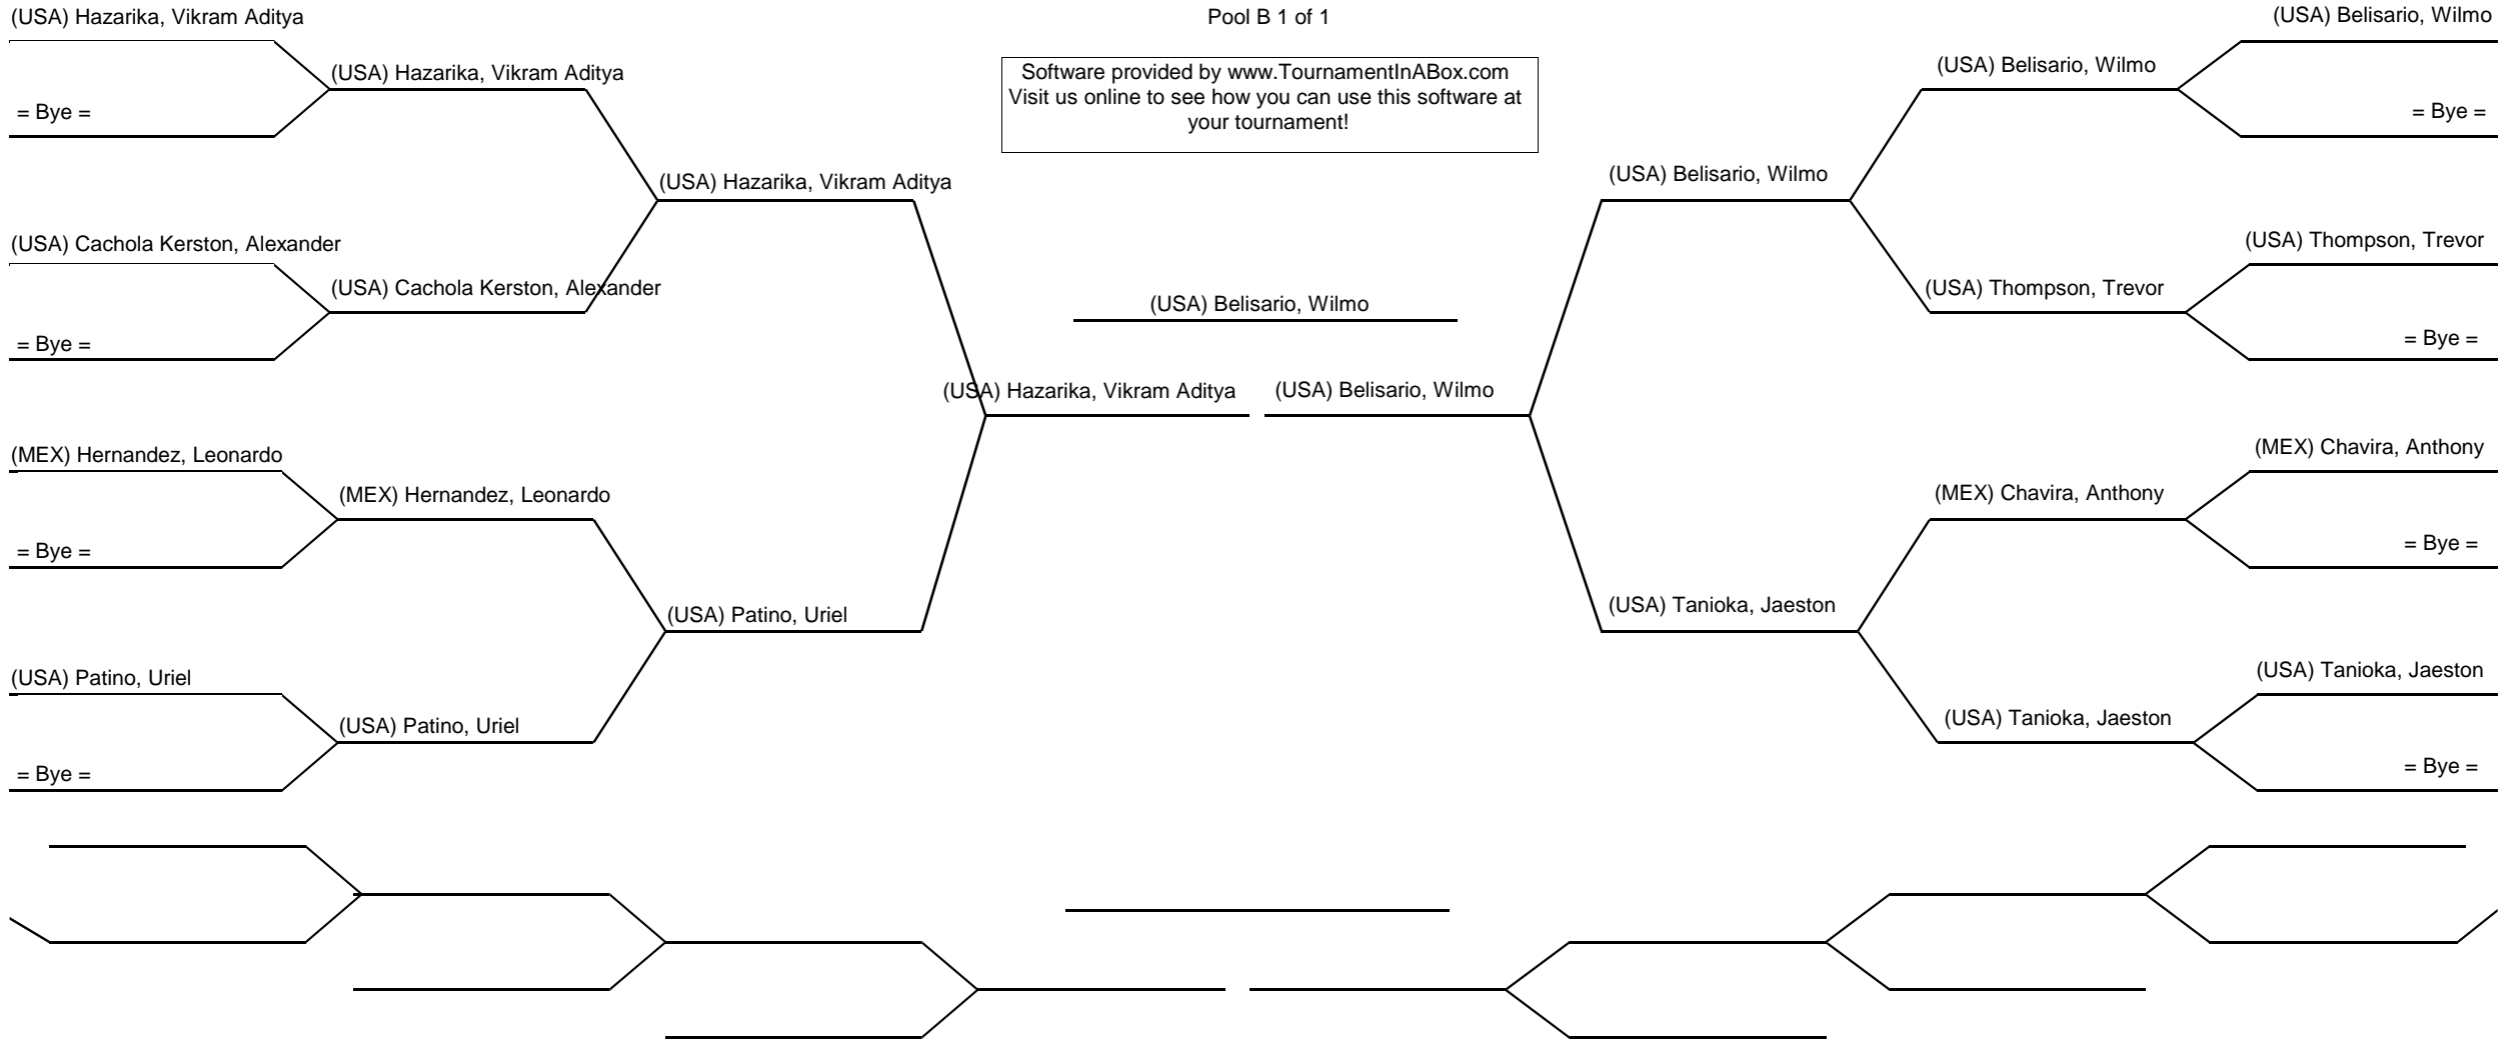 (USA) Hazarika, Vikram Aditya
Pool B 1 of 1
(USA) Belisario, Wilmo
(USA) Hazarika, Vikram Aditya
Software provided by www.TournamentInABox.com
Visit us online to see how you can use this software at
your tournament!
(USA) Belisario, Wilmo
= Bye =
= Bye =
(USA) Hazarika, Vikram Aditya
(USA) Belisario, Wilmo
(USA) Cachola Kerston, Alexander
(USA) Thompson, Trevor
(USA) Cachola Kerston, Alexander
(USA) Belisario, Wilmo
(USA) Thompson, Trevor
= Bye =
= Bye =
(USA) Hazarika, Vikram Aditya
(USA) Belisario, Wilmo
(MEX) Hernandez, Leonardo
(MEX) Chavira, Anthony
(MEX) Hernandez, Leonardo
(MEX) Chavira, Anthony
= Bye =
= Bye =
(USA) Patino, Uriel
(USA) Tanioka, Jaeston
(USA) Patino, Uriel
(USA) Tanioka, Jaeston
(USA) Patino, Uriel
(USA) Tanioka, Jaeston
= Bye =
= Bye =